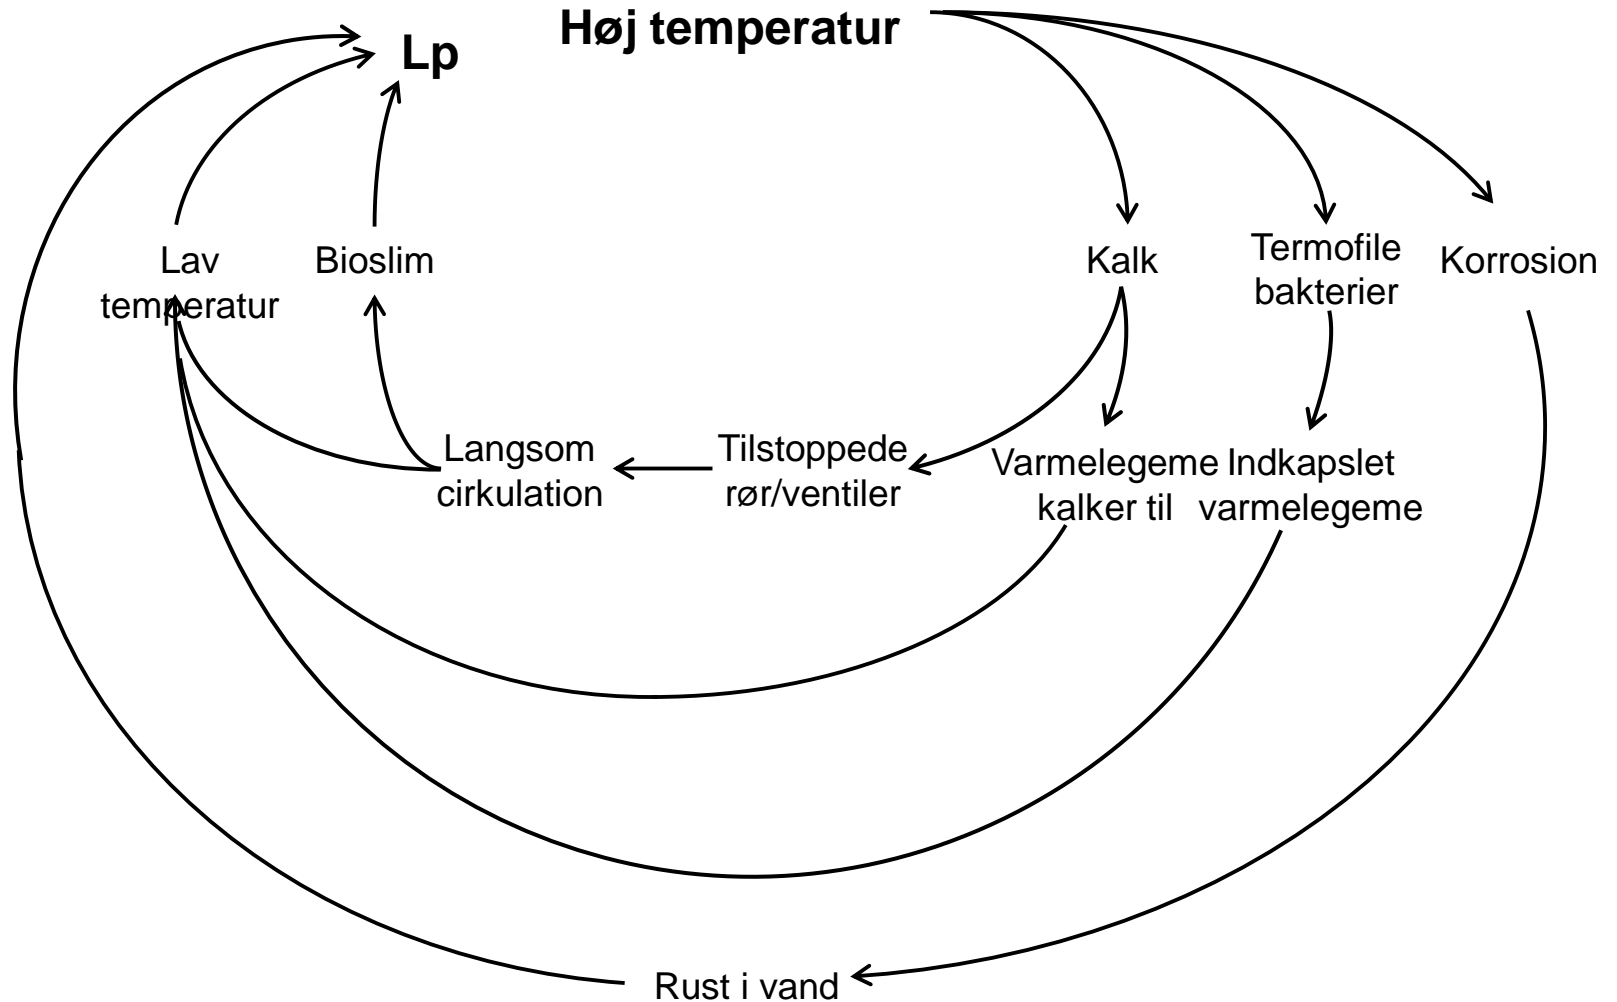 Høj temperatur
Lp
Lav
temperatur
Bioslim
Kalk
Termofile
bakterier
Korrosion
Langsom
cirkulation
Tilstoppede
rør/ventiler
Varmelegeme
kalker til
Indkapslet
varmelegeme
Rust i vand